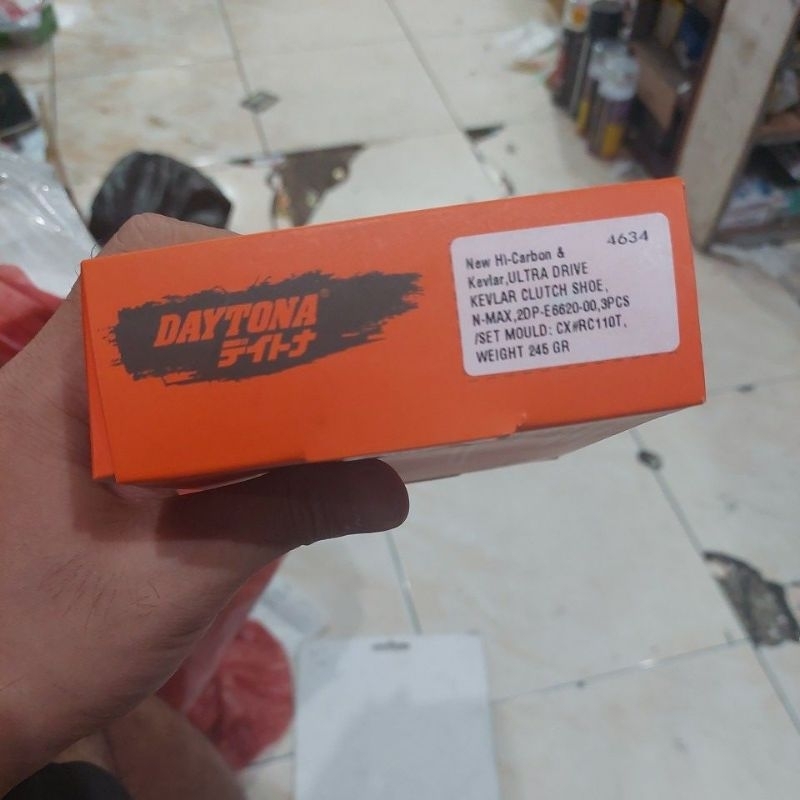 DAYTONA
デイトナ
4634
New Hi-Carbon &
Kevlar,ULTRA DRIVE
KEVLAR CLUTCH SHOE,
N-MAX,2DP-E6620-00,3PCS
/SET MOULD: CX#RC110T,
WEIGHT 245 GR